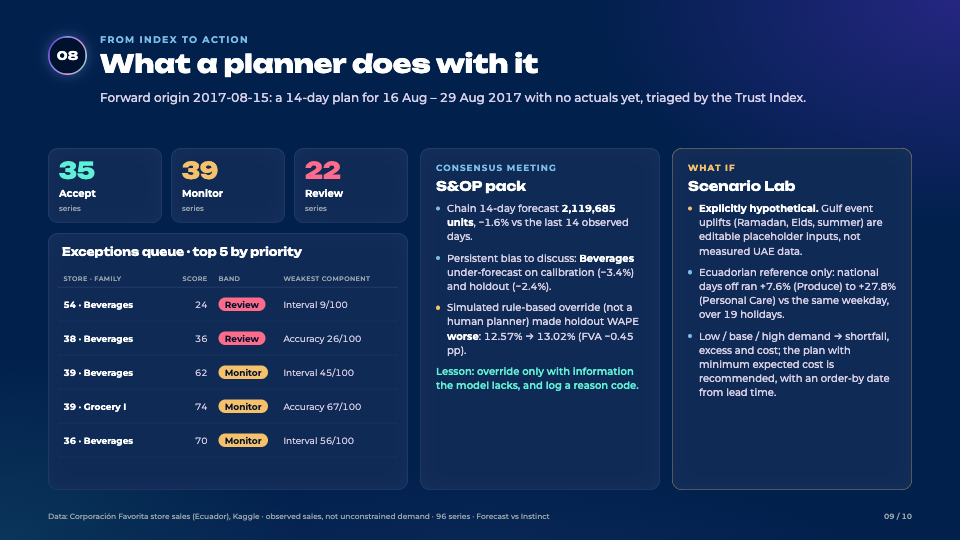 08
FROM INDEX TO ACTION
What a planner does with it
Forward origin 2017-08-15: a 14-day plan for 16 Aug – 29 Aug 2017 with no actuals yet, triaged by the Trust Index.
35
Accept
series
39
Monitor
series
22
Review
series
Exceptions queue · top 5 by priority
STORE · FAMILY SCORE BAND WEAKEST COMPONENT
54 · Beverages 24 Review Interval 9/100
38 · Beverages 36 Review Accuracy 26/100
39 · Beverages 62 Monitor Interval 45/100
39 · Grocery I 74 Monitor Accuracy 67/100
36 · Beverages 70 Monitor Interval 56/100
CONSENSUS MEETING
S&OP pack
• Chain 14-day forecast 2,119,685
units, −1.6% vs the last 14 observed
days.
• Persistent bias to discuss: Beverages
under-forecast on calibration (−3.4%)
and holdout (−2.4%).
• Simulated rule-based override (not a
human planner) made holdout WAPE
worse: 12.57% → 13.02% (FVA −0.45
pp).
Lesson: override only with information
the model lacks, and log a reason code.
WHAT IF
Scenario Lab
• Explicitly hypothetical. Gulf event
uplifts (Ramadan, Eids, summer) are
editable placeholder inputs, not
measured UAE data.
• Ecuadorian reference only: national
days off ran +7.6% (Produce) to +27.8%
(Personal Care) vs the same weekday,
over 19 holidays.
• Low / base / high demand → shortfall,
excess and cost; the plan with
minimum expected cost is
recommended, with an order-by date
from lead time.
Data: Corporación Favorita store sales (Ecuador), Kaggle · observed sales, not unconstrained demand · 96 series · Forecast vs Instinct
09 / 10